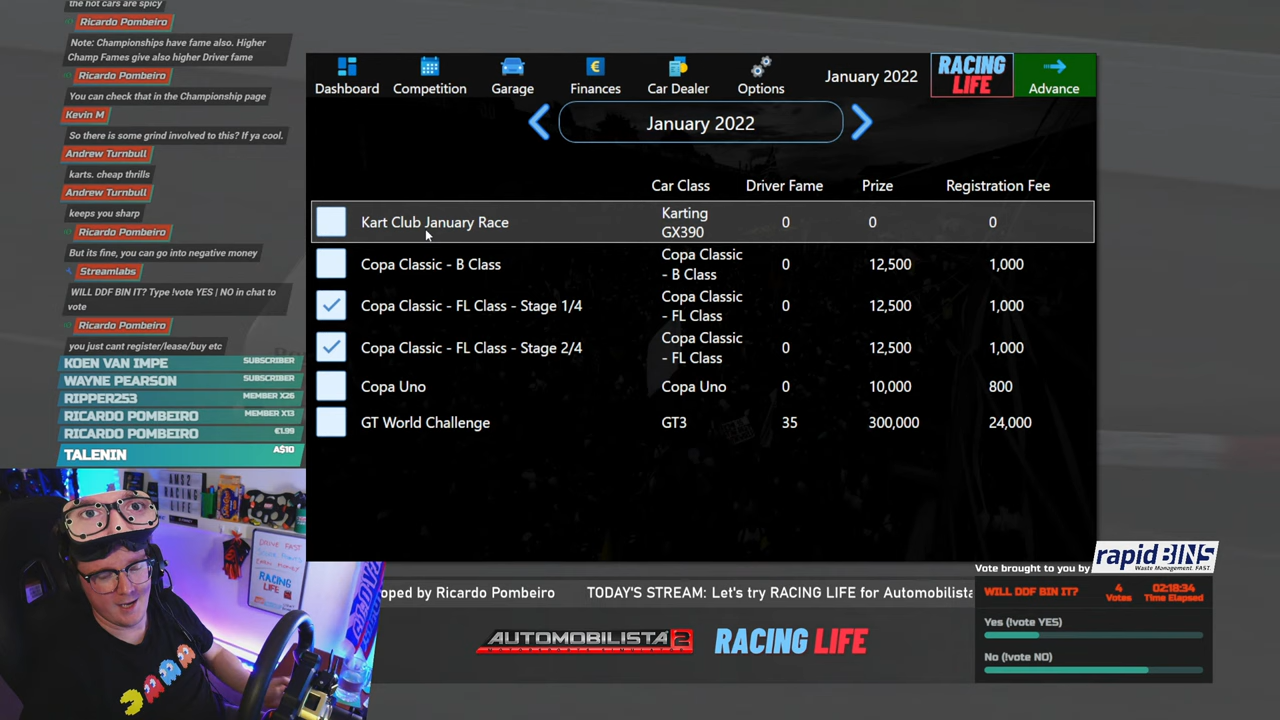 the hot cars are spicy
Ricardo Pombeiro
Note: Championships have fame also. Higher
Champ Fames give also higher Driver fame
Ricardo Pombeiro
You can check that in the Championship page
Kevin M
So there is some grind involved to this? If ya cool.
Andrew Turnbull
karts. cheap thrills
Andrew Turnbull
keeps you sharp
Ricardo Pombeiro
But its fine, you can go into negative money
Streamlabs
WILL DDF BIN IT? Type !vote YES | NO in chat to
vote
Ricardo Pombeiro
you just cant register/lease/buy etc
KOEN VAN IMPE SUBSCRIBER
WAYNE PEARSON SUBSCRIBER
RIPPER253 MEMBER X26
RICARDO POMBEIRO MEMBER X13
RICARDO POMBEIRO €1.99
TALENIN A$10
Dashboard Competition Garage Finances Car Dealer Options January 2022 RACING LIFE Advance
January 2022
Car Class Driver Fame Prize Registration Fee
Kart Club January Race Karting GX390 0 0 0
Copa Classic - B Class Copa Classic - B Class 0 12,500 1,000
Copa Classic - FL Class - Stage 1/4 Copa Classic - FL Class 0 12,500 1,000
Copa Classic - FL Class - Stage 2/4 Copa Classic - FL Class 0 12,500 1,000
Copa Uno Copa Uno 0 10,000 800
GT World Challenge GT3 35 300,000 24,000
AMS2
RACING
LIFE
RACING
LIFE
Vote brought to you by rapidBINS
Waste Management. FAST.
oped by Ricardo Pombeiro TODAY'S STREAM: Let's try RACING LIFE for Automobilista
AUTOMOBILISTA 2 RACING LIFE
WILL DDF BIN IT? 4 Votes 02:18:34 Time Elapsed
Yes (!vote YES)
No (!vote NO)